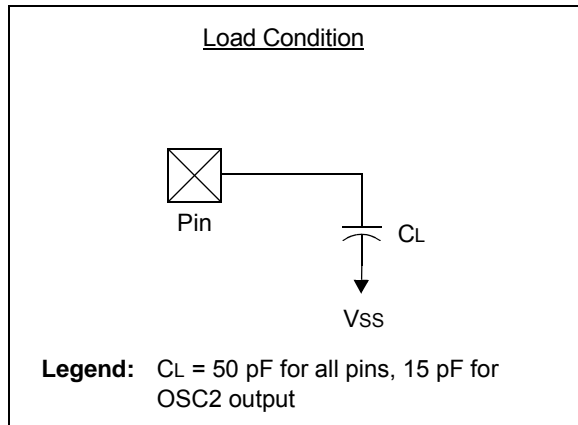 Load Condition
Pin
CL
VSS
Legend: CL = 50 pF for all pins, 15 pF for
OSC2 output